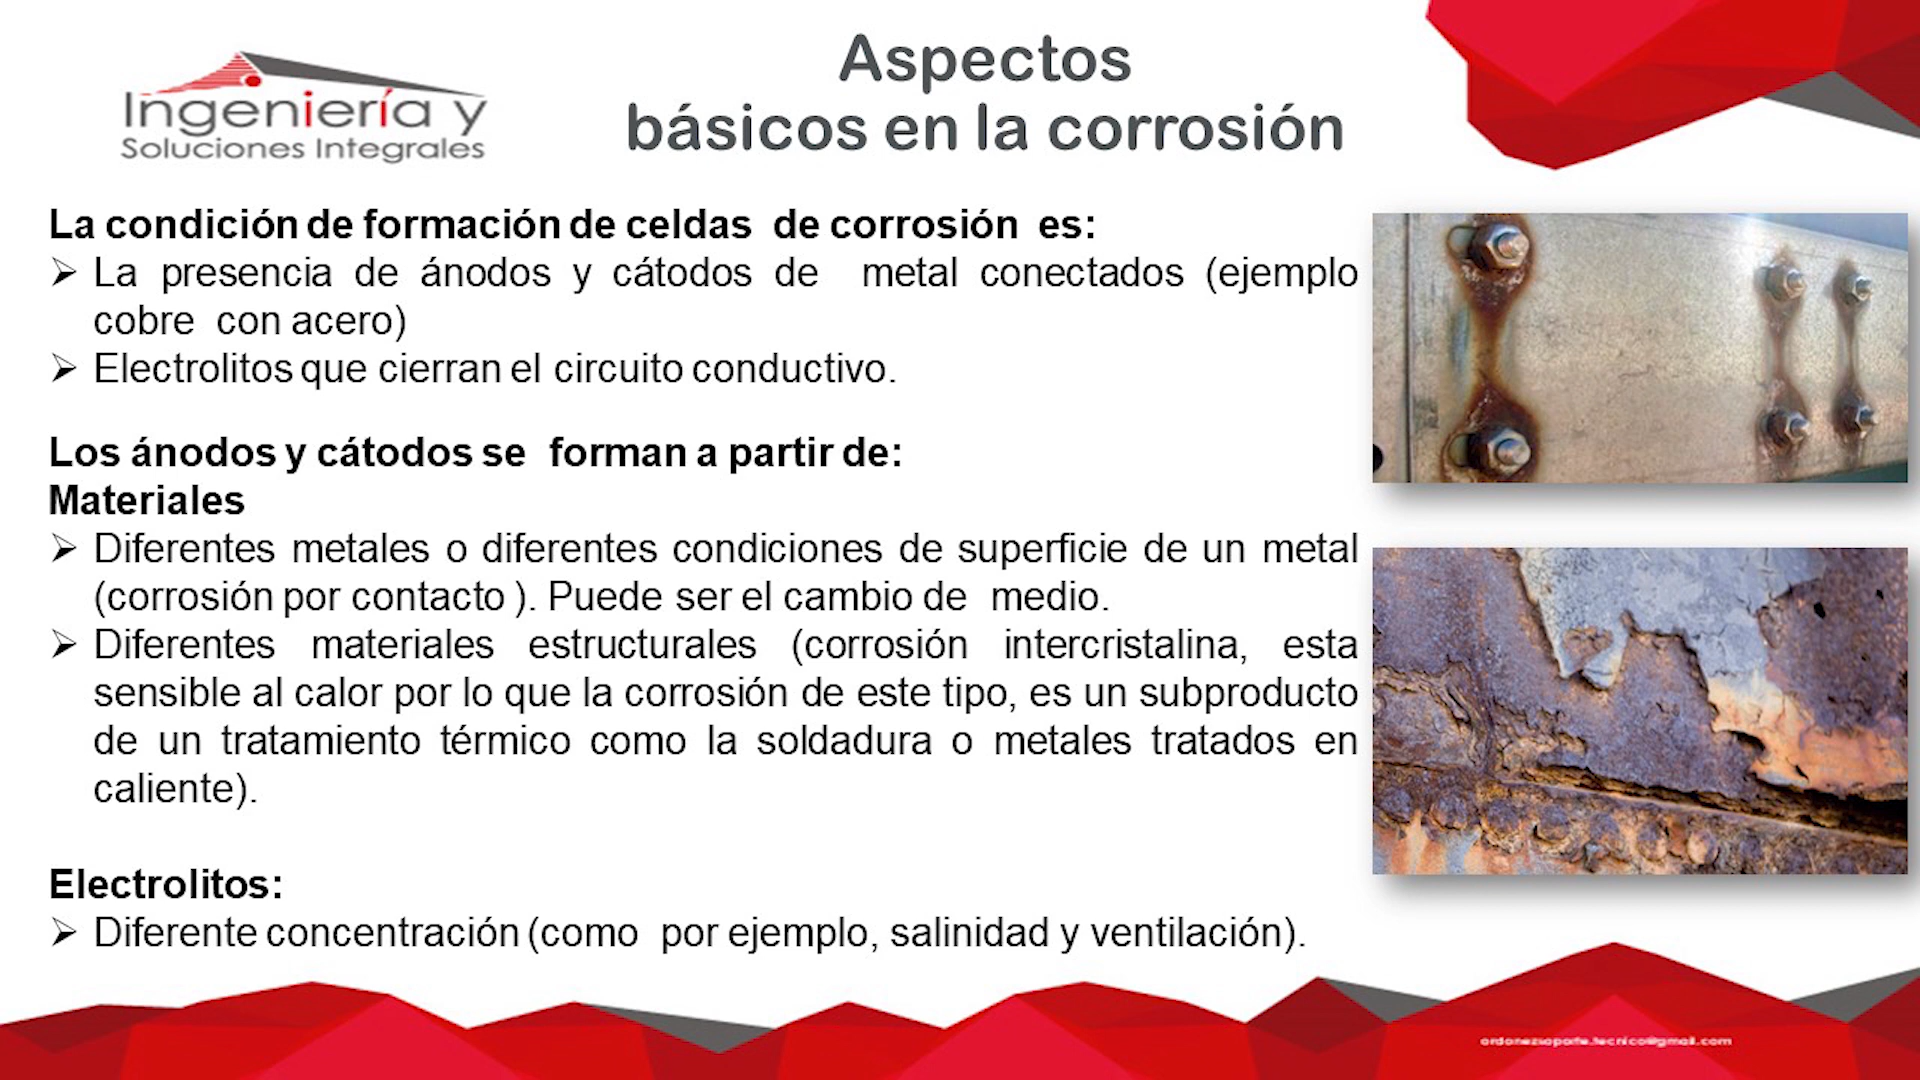 Ingeniería y
Soluciones Integrales
Aspectos
básicos en la corrosión
La condición de formación de celdas de corrosión es:
➢ La presencia de ánodos y cátodos de metal conectados (ejemplo
cobre con acero)
➢ Electrolitos que cierran el circuito conductivo.
Los ánodos y cátodos se forman a partir de:
Materiales
➢ Diferentes metales o diferentes condiciones de superficie de un metal
(corrosión por contacto ). Puede ser el cambio de medio.
➢ Diferentes materiales estructurales (corrosión intercristalina, esta
sensible al calor por lo que la corrosión de este tipo, es un subproducto
de un tratamiento térmico como la soldadura o metales tratados en
caliente).
Electrolitos:
➢ Diferente concentración (como por ejemplo, salinidad y ventilación).
ordonezsoporte.tecnico@gmail.com